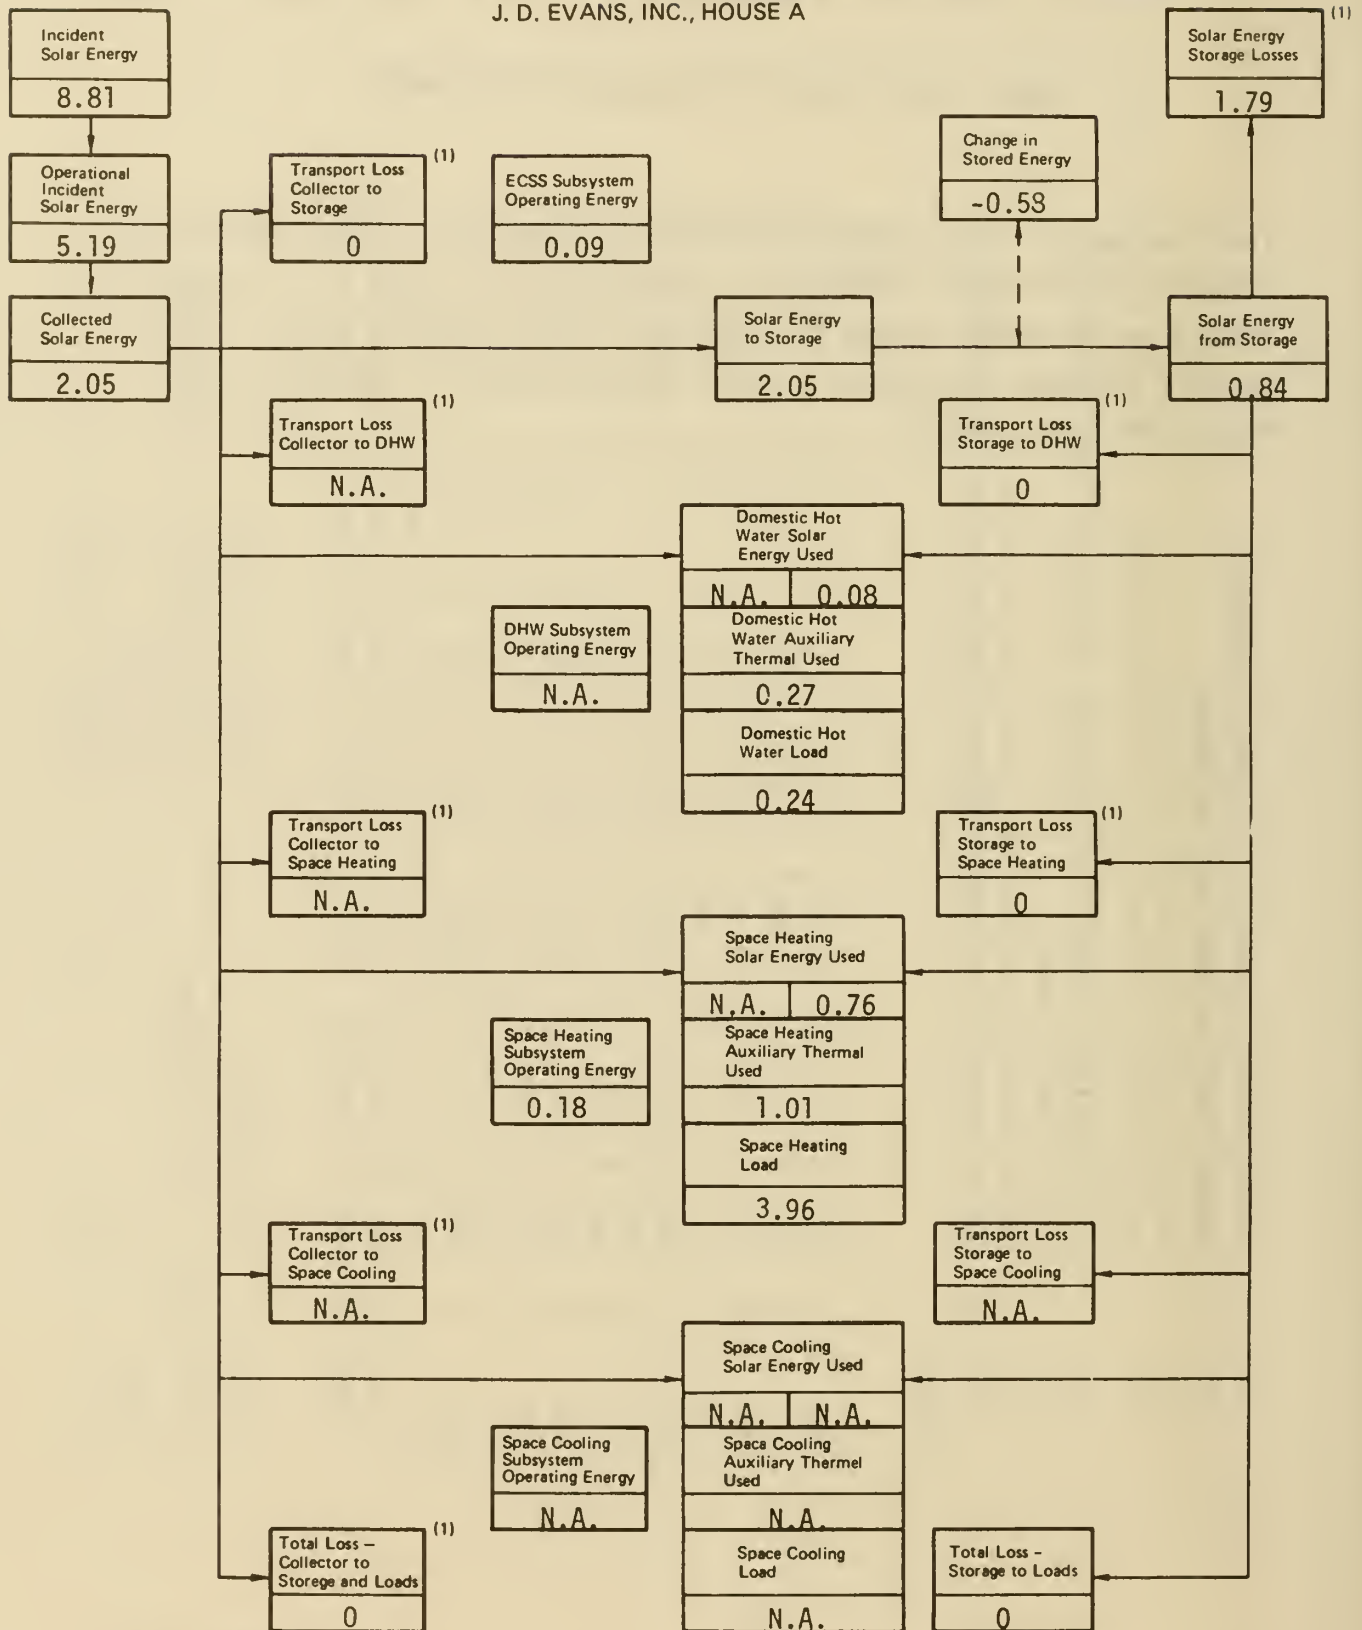 J. D. EVANS, INC., HOUSE A
Incident
Solar Energy
8.81
(1)
Solar Energy
Storage Losses
1.79
Operational
Incident
Solar Energy
5.19
(1)
Transport Loss
Collector to
Storage
0
ECSS Subsystem
Operating Energy
0.09
Change in
Stored Energy
-0.58
Collected
Solar Energy
2.05
Solar Energy
to Storage
2.05
Solar Energy
from Storage
0.84
(1)
Transport Loss
Collector to DHW
N.A.
(1)
Transport Loss
Storage to DHW
0
Domestic Hot
Water Solar
Energy Used
N.A. 0.08
DHW Subsystem
Operating Energy
N.A.
Domestic Hot
Water Auxiliary
Thermal Used
0.27
Domestic Hot
Water Load
0.24
(1)
Transport Loss
Collector to
Space Heating
N.A.
(1)
Transport Loss
Storage to
Space Heating
0
Space Heating
Solar Energy Used
N.A. 0.76
Space Heating
Subsystem
Operating Energy
0.18
Space Heating
Auxiliary Thermal
Used
1.01
Space Heating
Load
3.96
(1)
Transport Loss
Collector to
Space Cooling
N.A.
Transport Loss
Storage to
Space Cooling
N.A.
Space Cooling
Solar Energy Used
N.A. N.A.
Space Cooling
Subsystem
Operating Energy
N.A.
Space Cooling
Auxiliary Thermel
Used
N.A.
(1)
Total Loss –
Collector to
Storege and Loads
0
Space Cooling
Load
N.A.
Total Loss –
Storage to Loads
0